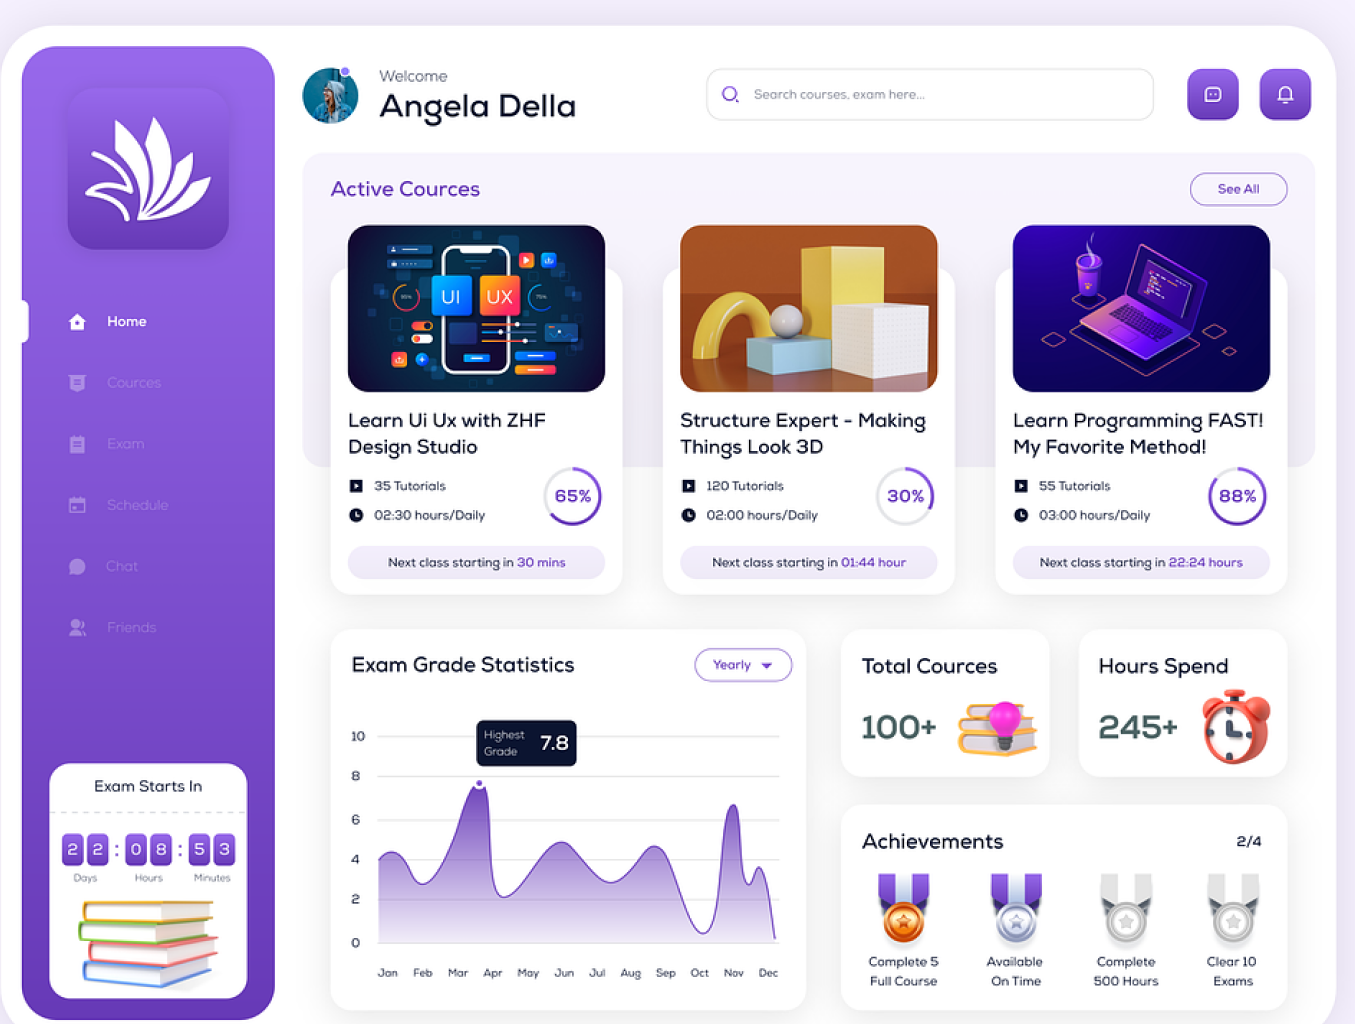 Welcome
Angela Della
Search courses, exam here...
Home
Cources
Exam
Schedule
Chat
Friends
Exam Starts In
22:08:53
Days Hours Minutes
Active Cources
See All
UI UX
95%
75%
Learn Ui Ux with ZHF
Design Studio
35 Tutorials
02:30 hours/Daily
65%
Next class starting in 30 mins
Structure Expert - Making
Things Look 3D
120 Tutorials
02:00 hours/Daily
30%
Next class starting in 01:44 hour
Learn Programming FAST!
My Favorite Method!
55 Tutorials
03:00 hours/Daily
88%
Next class starting in 22:24 hours
Exam Grade Statistics
Yearly
Highest
Grade
7.8
10
8
6
4
2
0
Jan Feb Mar Apr May Jun Jul Aug Sep Oct Nov Dec
Total Cources
100+
Hours Spend
245+
Achievements
2/4
Complete 5
Full Course
Available
On Time
Complete
500 Hours
Clear 10
Exams